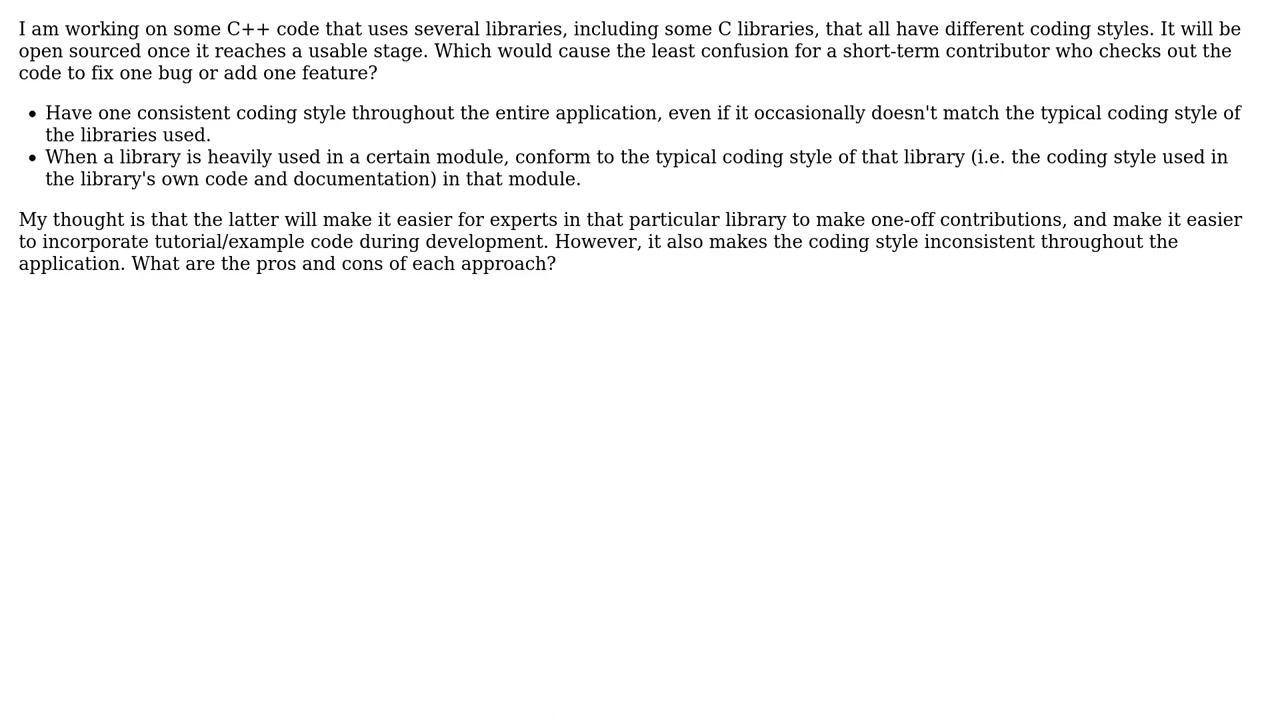 I am working on some C++ code that uses several libraries, including some C libraries, that all have different coding styles. It will be
open sourced once it reaches a usable stage. Which would cause the least confusion for a short-term contributor who checks out the
code to fix one bug or add one feature?
• Have one consistent coding style throughout the entire application, even if it occasionally doesn't match the typical coding style of
the libraries used.
• When a library is heavily used in a certain module, conform to the typical coding style of that library (i.e. the coding style used in
the library's own code and documentation) in that module.
My thought is that the latter will make it easier for experts in that particular library to make one-off contributions, and make it easier
to incorporate tutorial/example code during development. However, it also makes the coding style inconsistent throughout the
application. What are the pros and cons of each approach?